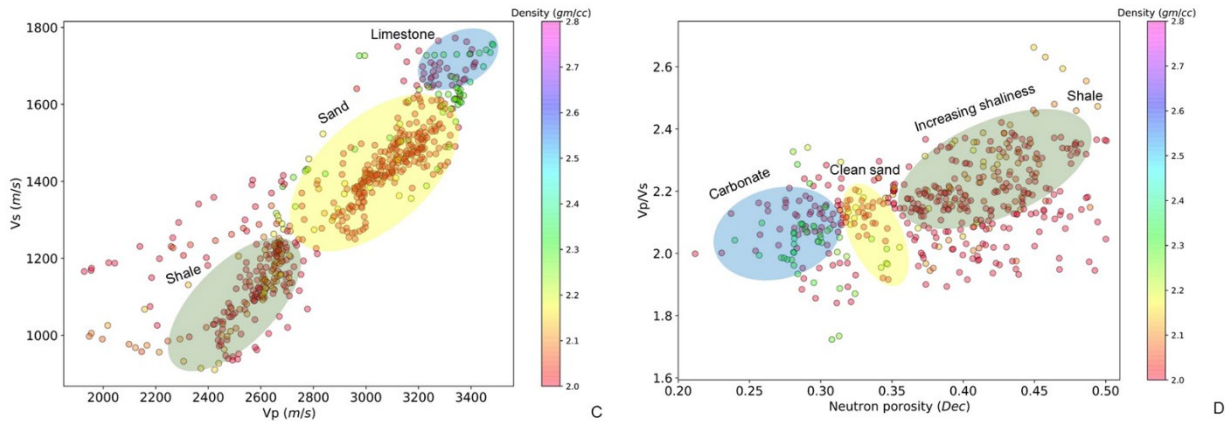 Density (gm/cc)
1800
1600
1400
1200
1000
Vs (m/s)
2000 2200 2400 2600 2800 3000 3200 3400
Vp (m/s)
Limestone
Sand
Shale
2.8
2.7
2.6
2.5
2.4
2.3
2.2
2.1
2.0
C
Density (gm/cc)
2.6
2.4
2.2
2.0
1.8
1.6
Vp/Vs
0.20 0.25 0.30 0.35 0.40 0.45 0.50
Neutron porosity (Dec)
Shale
Increasing shaliness
Clean sand
Carbonate
2.8
2.7
2.6
2.5
2.4
2.3
2.2
2.1
2.0
D